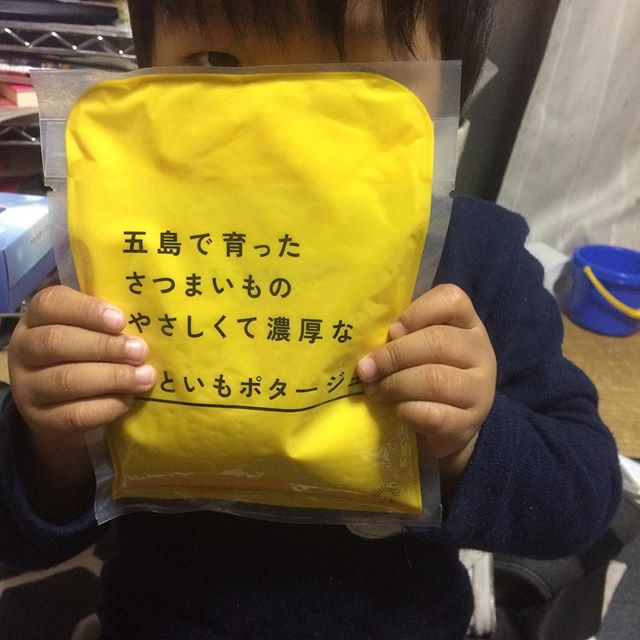 五島で育った
さつまいもの
やさしくて濃厚な
といもポタージュ